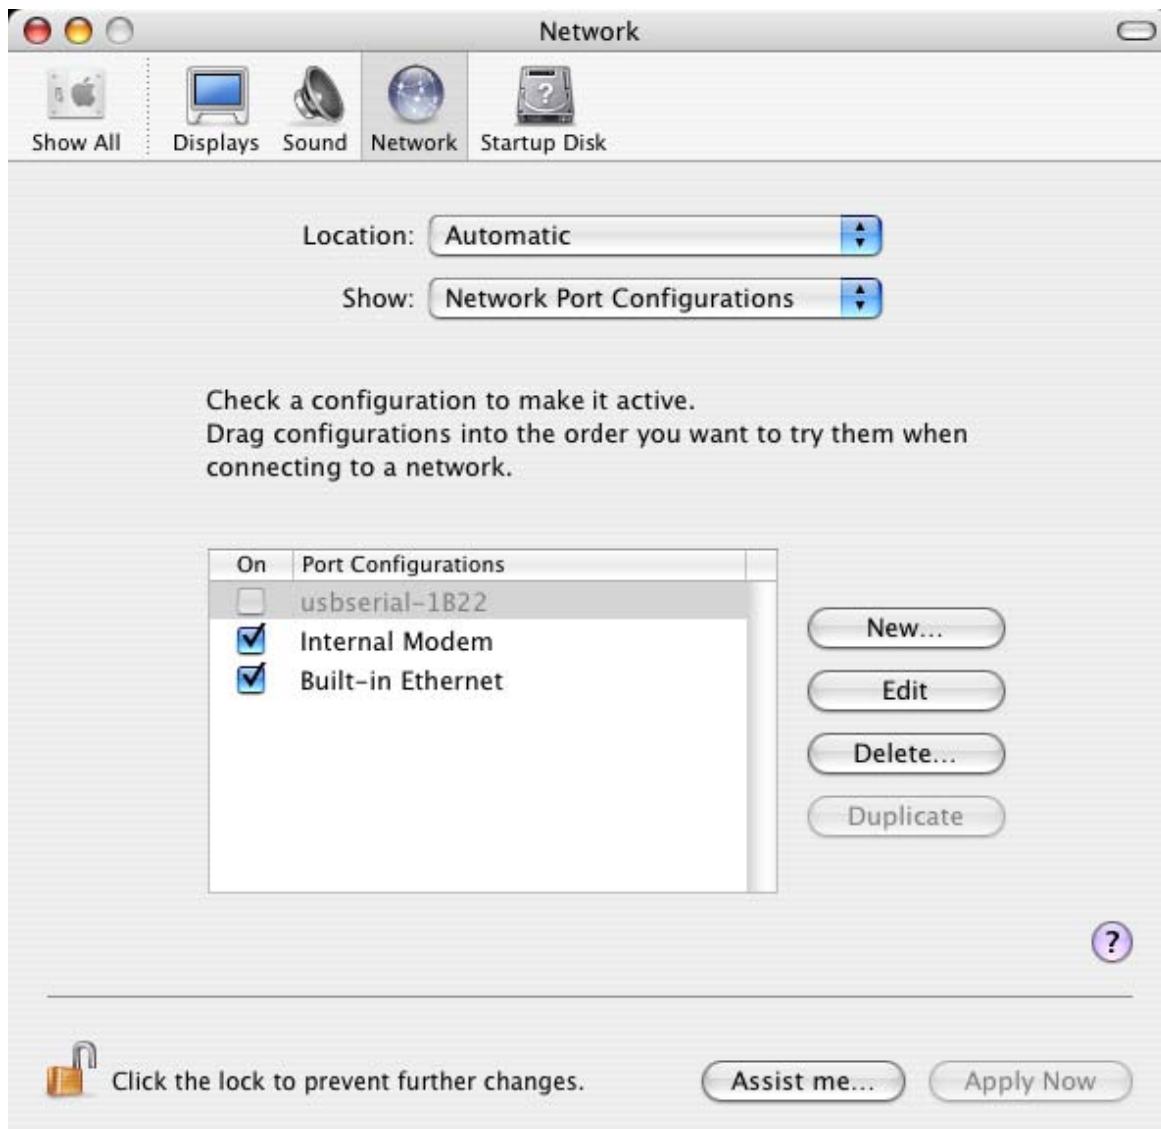 Network
Show All
Displays
Sound
Network
Startup Disk
Location: Automatic
Show: Network Port Configurations
Check a configuration to make it active.
Drag configurations into the order you want to try them when
connecting to a network.
On Port Configurations
usbserial-1B22
Internal Modem
Built-in Ethernet
New...
Edit
Delete...
Duplicate
?
Click the lock to prevent further changes.
Assist me...
Apply Now